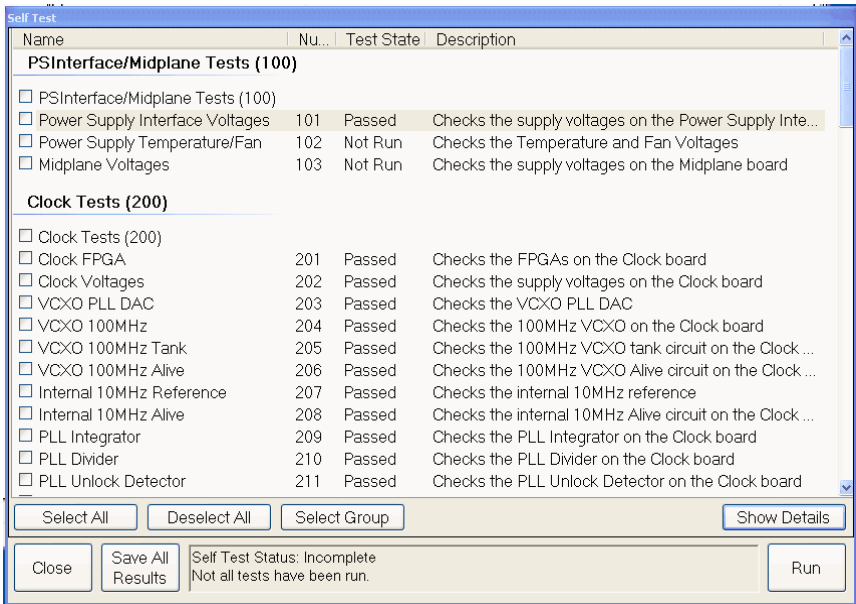 Self Test
Name Nu... Test State Description
PSInterface/Midplane Tests (100)
PSInterface/Midplane Tests (100)
Power Supply Interface Voltages 101 Passed Checks the supply voltages on the Power Supply Inte...
Power Supply Temperature/Fan 102 Not Run Checks the Temperature and Fan Voltages
Midplane Voltages 103 Not Run Checks the supply voltages on the Midplane board
Clock Tests (200)
Clock Tests (200)
Clock FPGA 201 Passed Checks the FPGAs on the Clock board
Clock Voltages 202 Passed Checks the supply voltages on the Clock board
VCXO PLL DAC 203 Passed Checks the VCXO PLL DAC
VCXO 100MHz 204 Passed Checks the 100MHz VCXO on the Clock board
VCXO 100MHz Tank 205 Passed Checks the 100MHz VCXO tank circuit on the Clock ...
VCXO 100MHz Alive 206 Passed Checks the 100MHz VCXO Alive circuit on the Clock ...
Internal 10MHz Reference 207 Passed Checks the internal 10MHz reference
Internal 10MHz Alive 208 Passed Checks the internal 10MHz Alive circuit on the Clock ...
PLL Integrator 209 Passed Checks the PLL Integrator on the Clock board
PLL Divider 210 Passed Checks the PLL Divider on the Clock board
PLL Unlock Detector 211 Passed Checks the PLL Unlock Detector on the Clock board
Select All Deselect All Select Group Show Details
Close Save All Results Self Test Status: Incomplete
Not all tests have been run.
Run